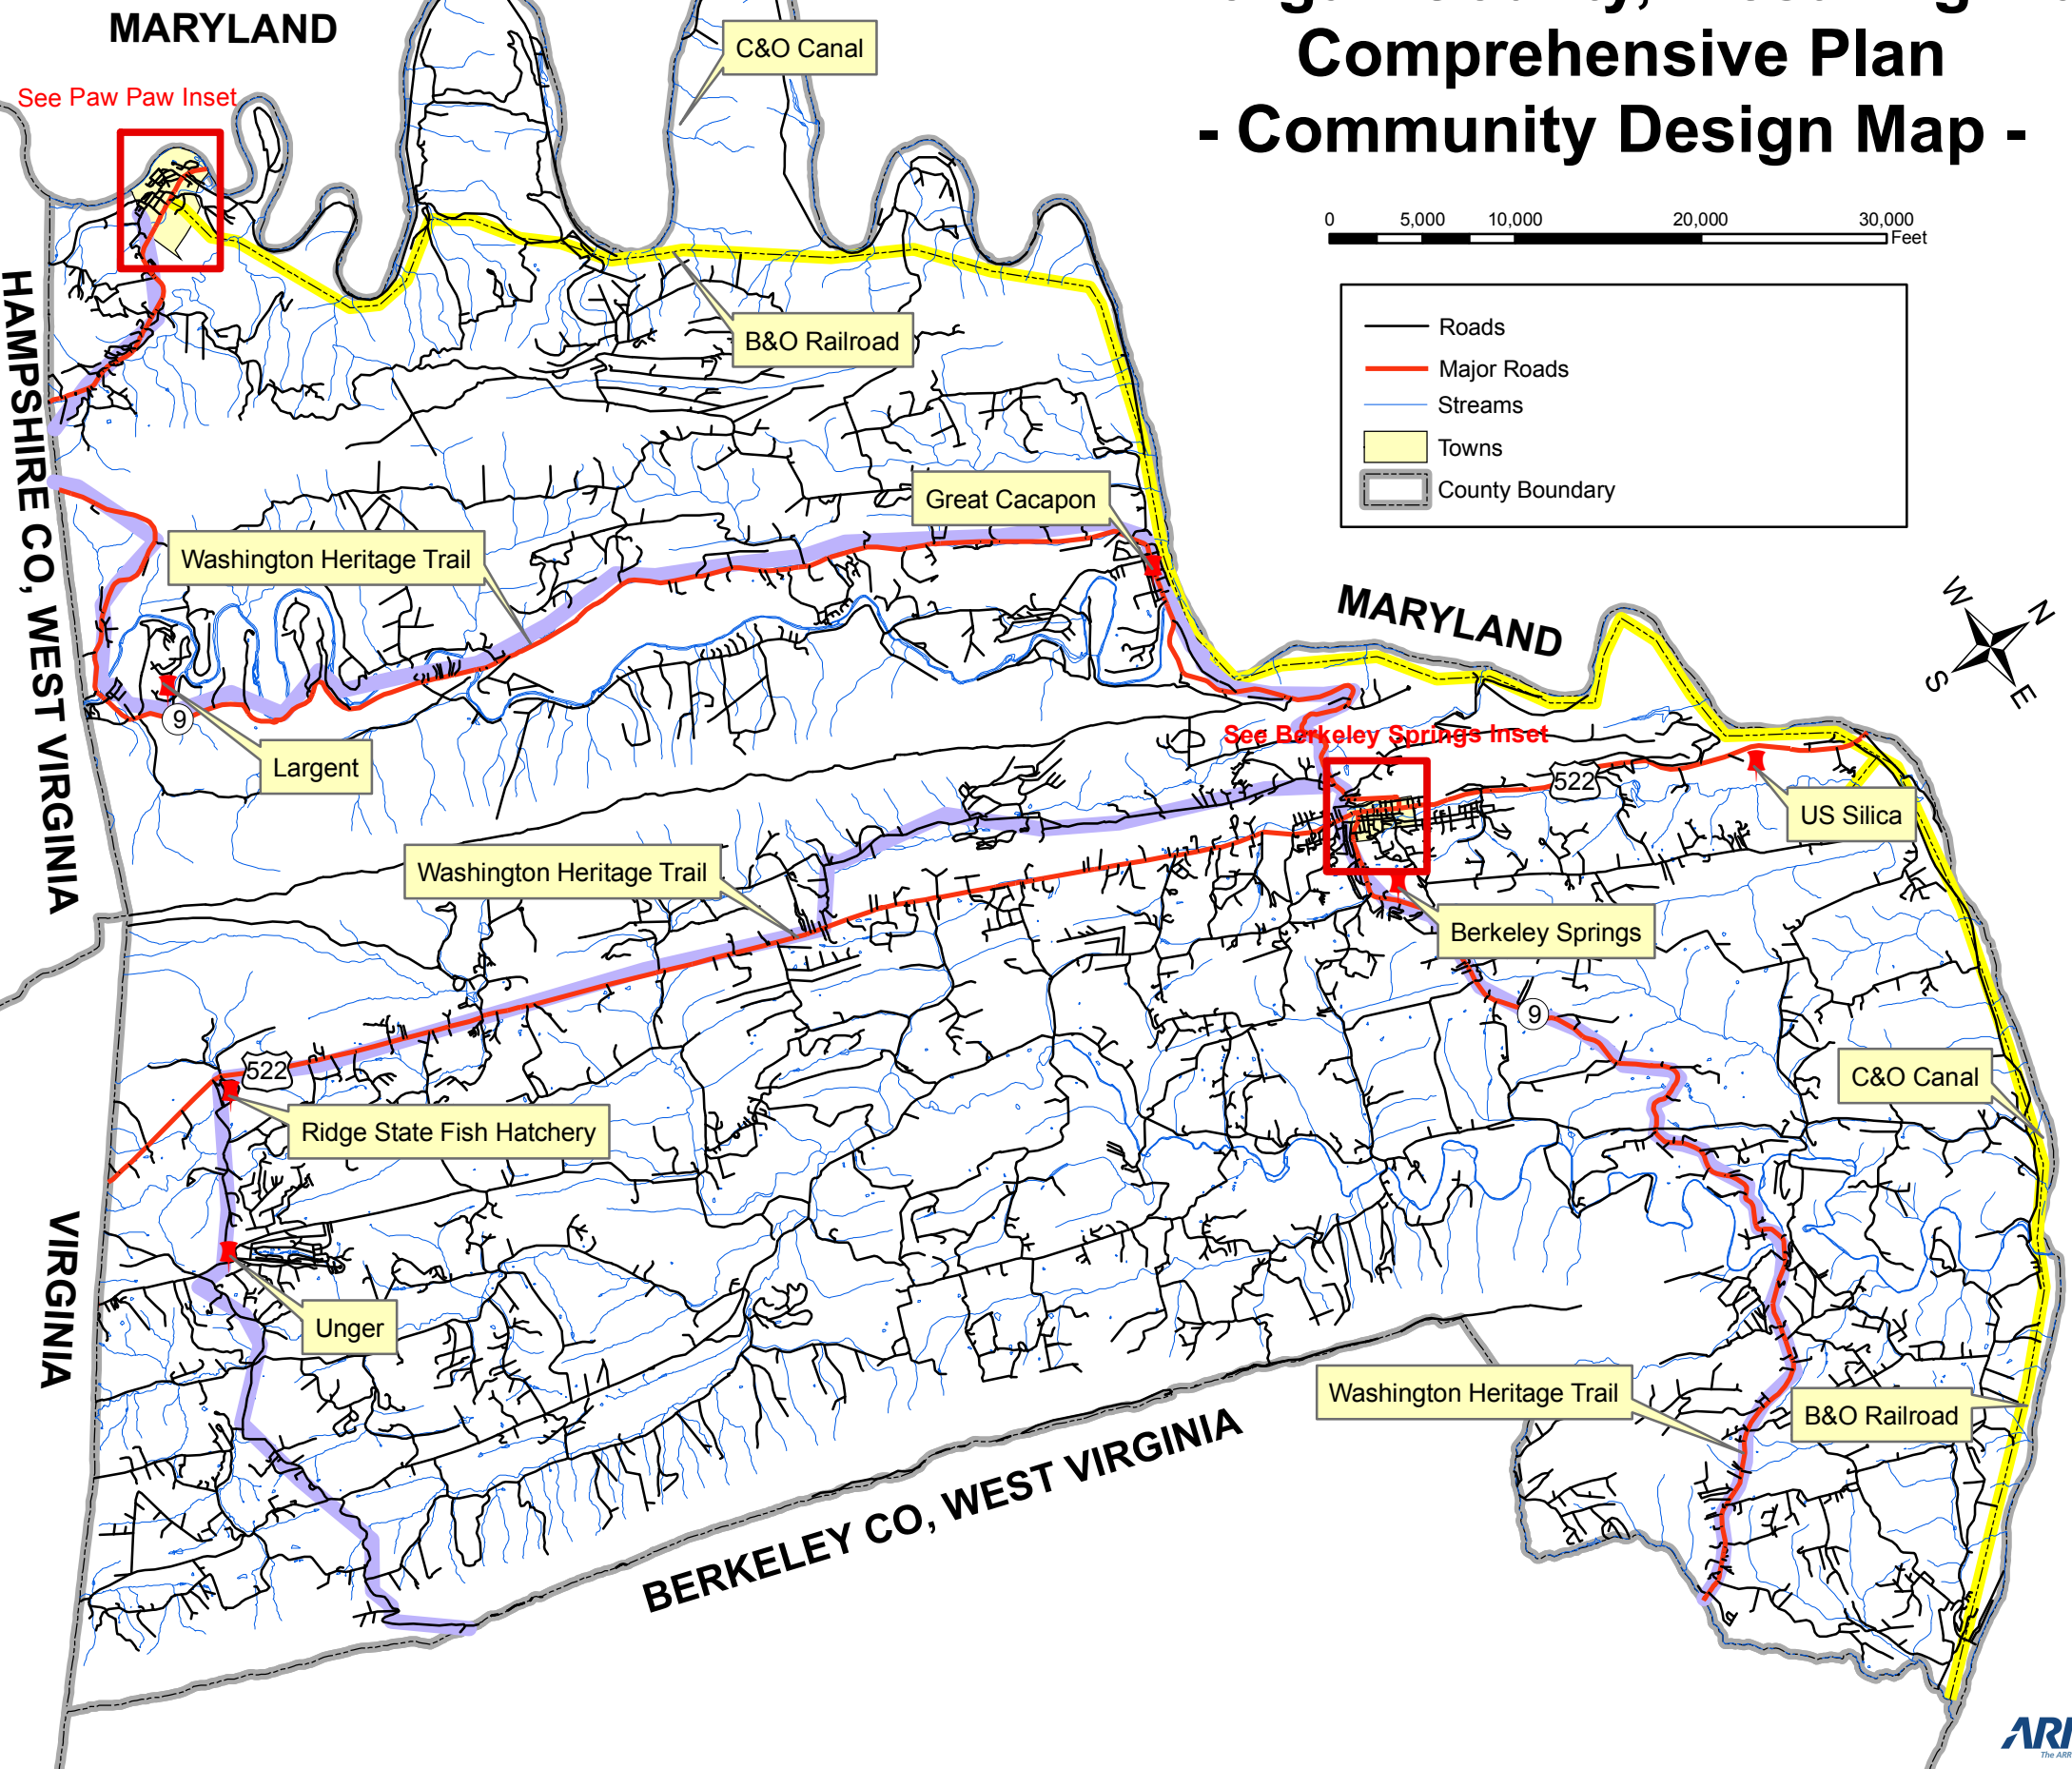 MARYLAND
Comprehensive Plan
- Community Design Map -
C&O Canal
See Paw Paw Inset
0 5,000 10,000 20,000 30,000
Feet
Roads
Major Roads
Streams
Towns
County Boundary
B&O Railroad
HAMPSHIRE CO, WEST VIRGINIA
Great Cacapon
Washington Heritage Trail
MARYLAND
W
N
S
E
9
Largent
See Berkeley Springs Inset
522
US Silica
Washington Heritage Trail
Berkeley Springs
9
522
C&O Canal
Ridge State Fish Hatchery
VIRGINIA
Unger
Washington Heritage Trail
B&O Railroad
BERKELEY CO, WEST VIRGINIA